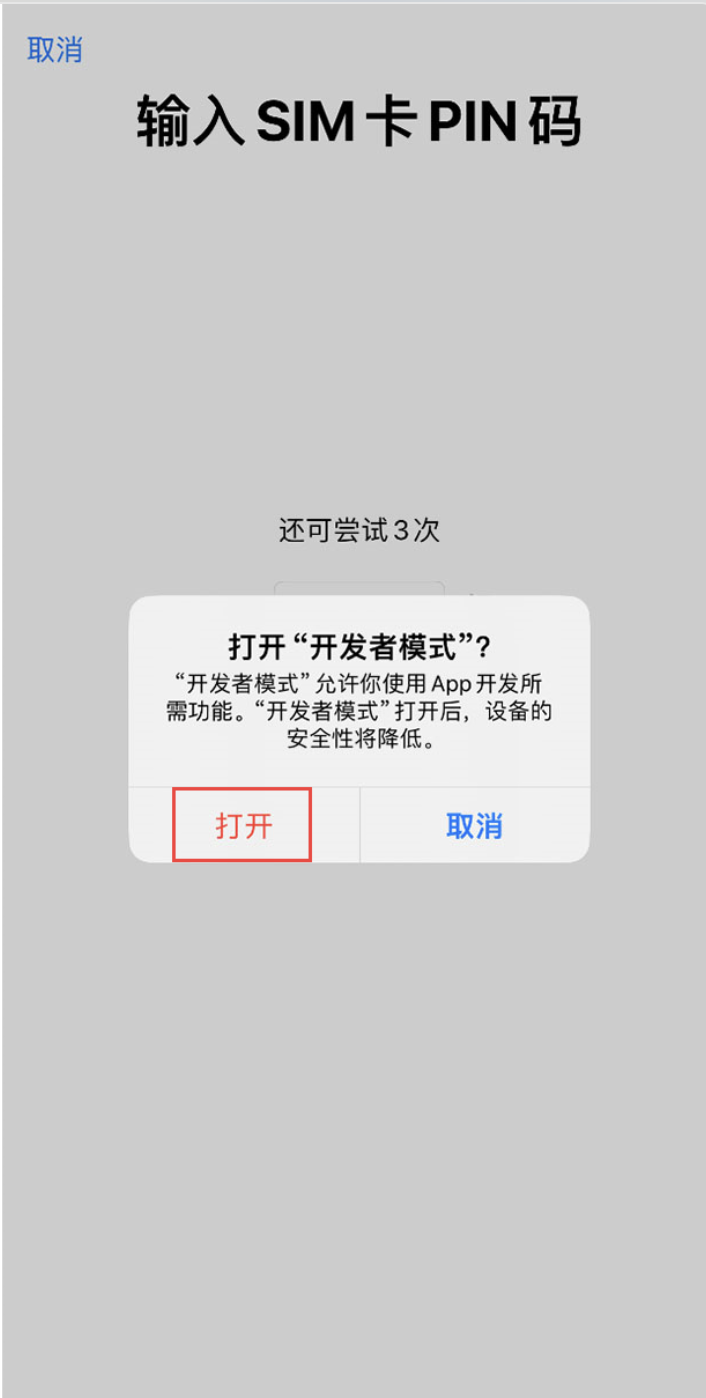 取消
输入 SIM 卡 PIN 码
还可尝试 3 次
打开“开发者模式”？
“开发者模式”允许你使用 App 开发所
需功能。“开发者模式”打开后，设备的
安全性将降低。
打开
取消